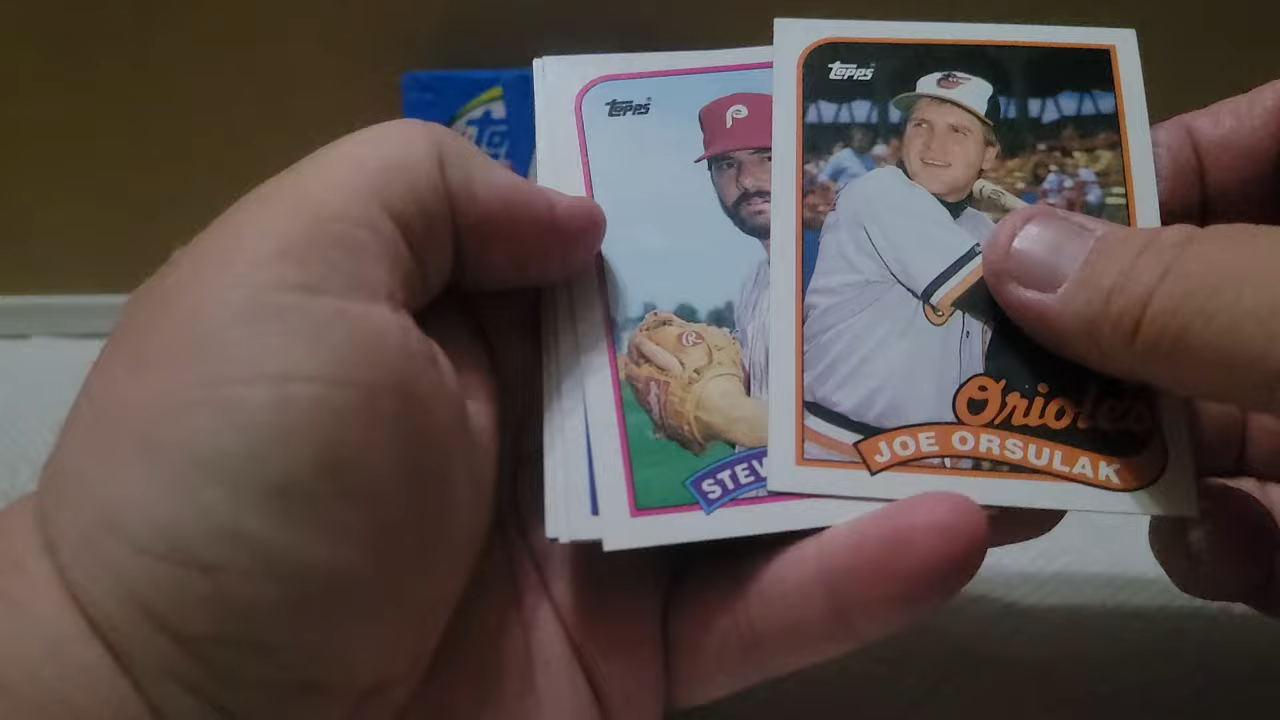 Topps
P
R
STEV
Topps
Orioles
JOE ORSULAK